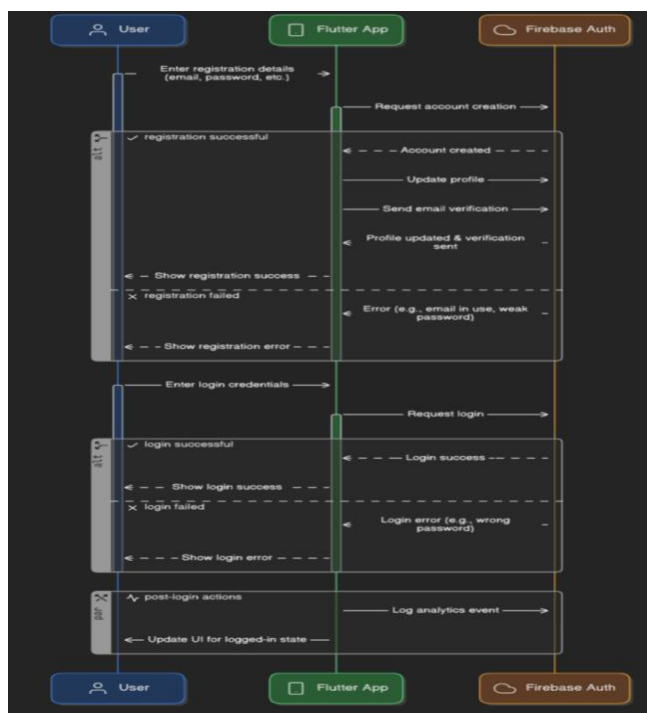 User
Flutter App
Firebase Auth
Enter registration details
(email, password, etc.)
Request account creation
alt
registration successful
Account created
Update profile
Send email verification
Profile updated & verification
sent
Show registration success
registration failed
Error (e.g., email in use, weak
password)
Show registration error
Enter login credentials
Request login
alt
login successful
Login success
Show login success
login failed
Login error (e.g., wrong
password)
Show login error
par
post-login actions
Log analytics event
Update UI for logged-in state
User
Flutter App
Firebase Auth